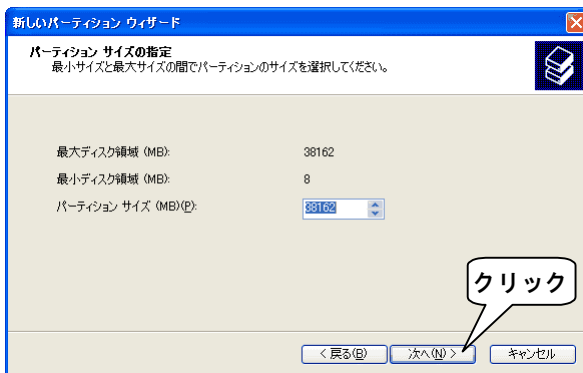 新しいパーティション ウィザード
パーティション サイズの指定
最小サイズと最大サイズの間でパーティションのサイズを選択してください。
最大ディスク領域 (MB): 38162
最小ディスク領域 (MB): 8
パーティション サイズ (MB)(P): 38162
クリック
< 戻る(B) 次へ(N) > キャンセル